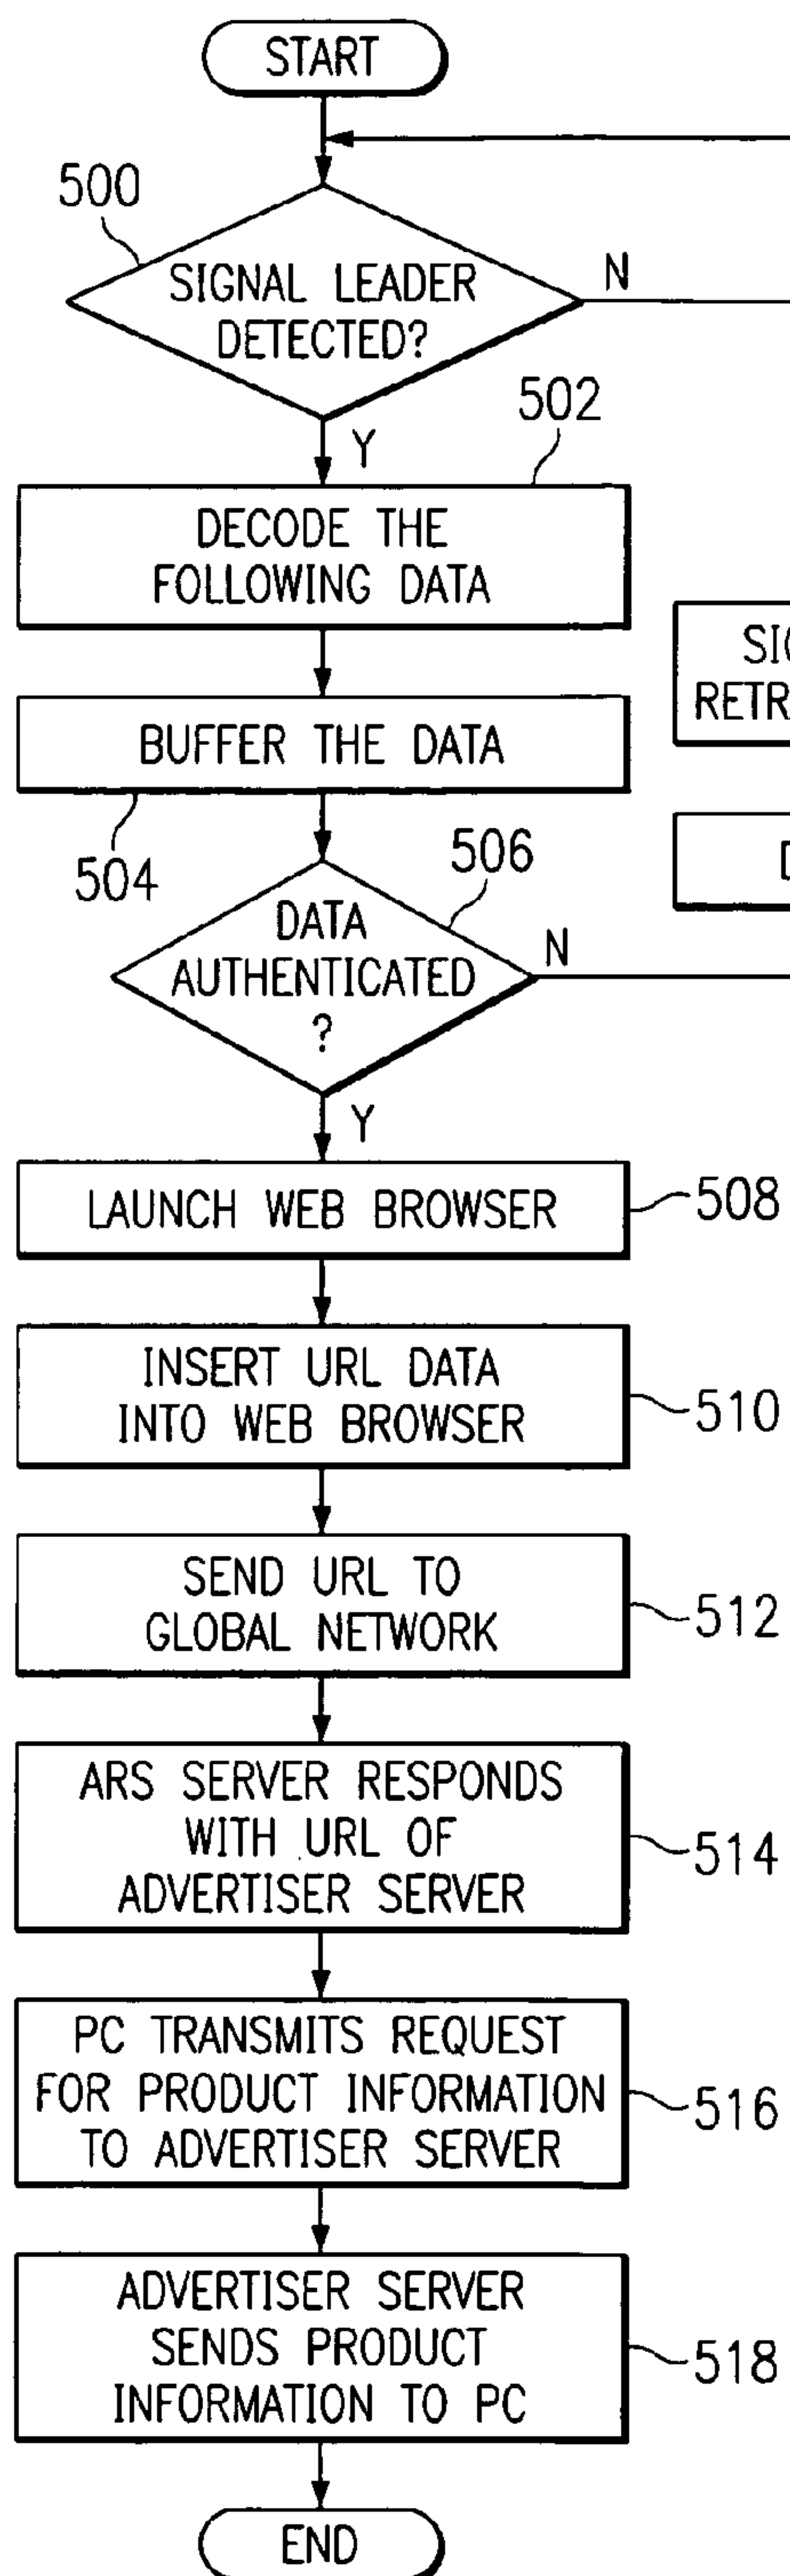 START
500
SIGNAL LEADER
DETECTED?
N
Y
502
DECODE THE
FOLLOWING DATA
BUFFER THE DATA
504
506
DATA
AUTHENTICATED
?
N
Y
LAUNCH WEB BROWSER
508
INSERT URL DATA
INTO WEB BROWSER
510
SEND URL TO
GLOBAL NETWORK
512
ARS SERVER RESPONDS
WITH URL OF
ADVERTISER SERVER
514
PC TRANSMITS REQUEST
FOR PRODUCT INFORMATION
TO ADVERTISER SERVER
516
ADVERTISER SERVER
SENDS PRODUCT
INFORMATION TO PC
518
END